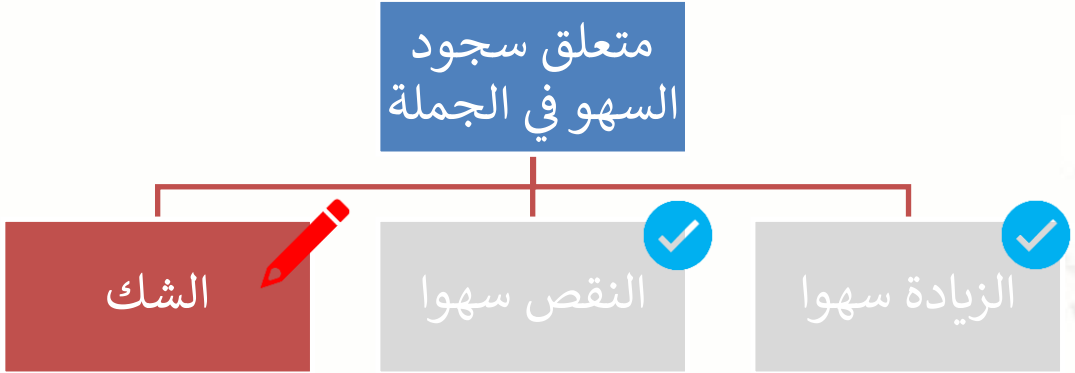 متعلق سجود
السهو في الجملة
الزيادة سهوا
النقص سهوا
الشك